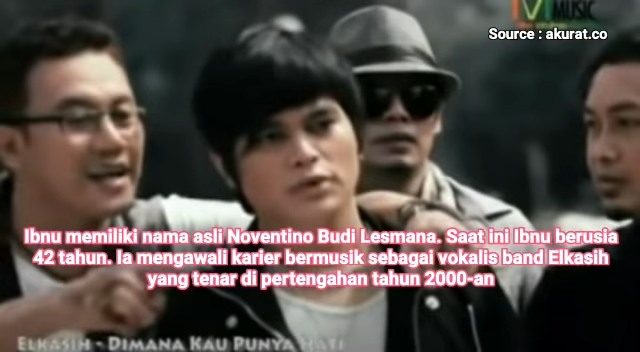 MUSIC
Source : akurat.co
Ibnu memiliki nama asli Noventino Budi Lesmana. Saat ini Ibnu berusia
42 tahun. Ia mengawali karier bermusik sebagai vokalis band Elkasih
yang tenar di pertengahan tahun 2000-an
Elkasih - Dimana Kau Punya Hati